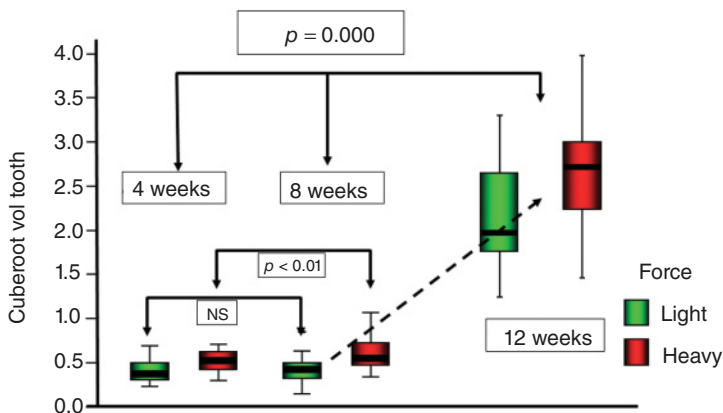 p = 0.000
4.0
3.5
3.0
2.5
2.0
1.5
1.0
0.5
0.0
Cuberoot vol tooth
4 weeks
8 weeks
p < 0.01
NS
12 weeks
Force
Light
Heavy